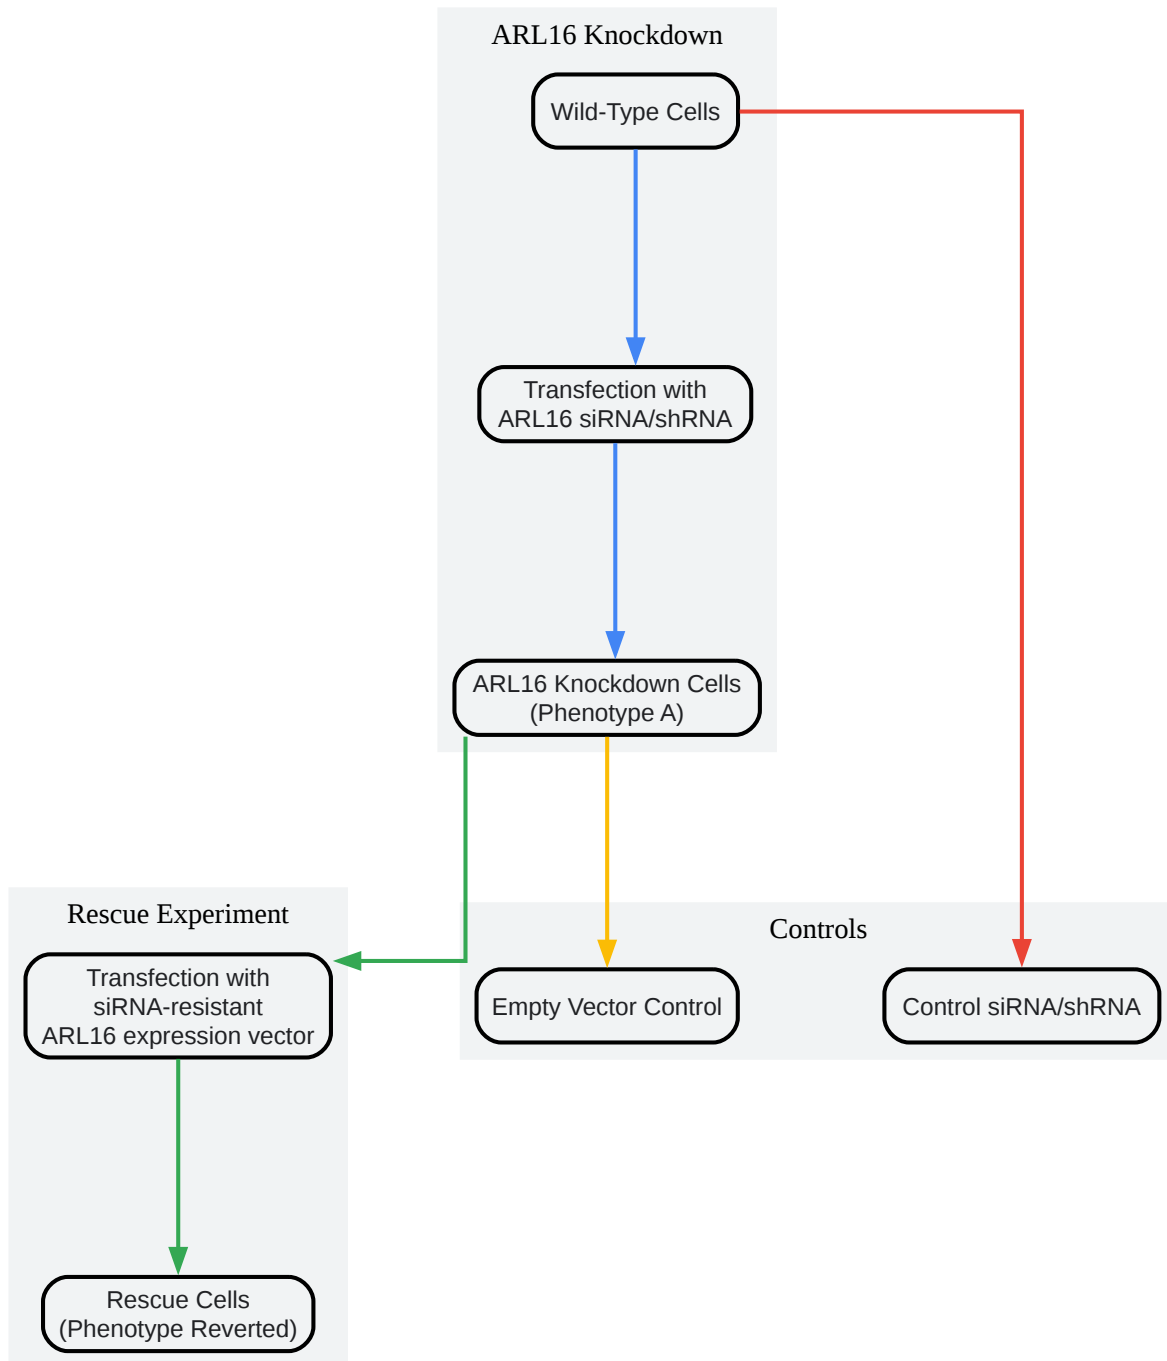 ARL16 Knockdown
Wild-Type Cells
Transfection with
ARL16 siRNA/shRNA
ARL16 Knockdown Cells
(Phenotype A)
Rescue Experiment
Transfection with
siRNA-resistant
ARL16 expression vector
Rescue Cells
(Phenotype Reverted)
Controls
Empty Vector Control
Control siRNA/shRNA